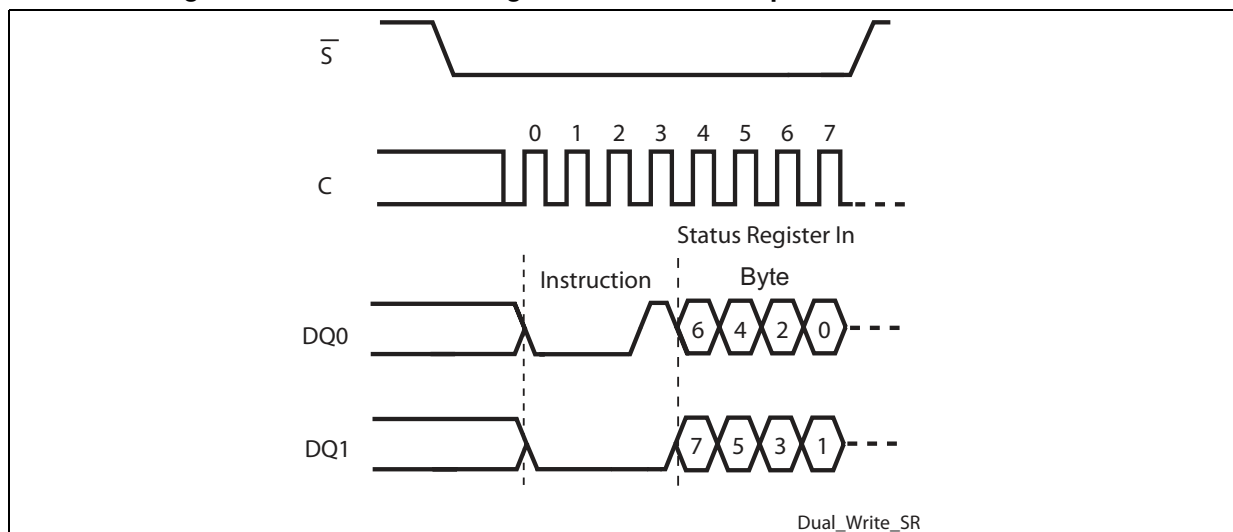 S
0 1 2 3 4 5 6 7
C
Status Register In
Instruction Byte
DQ0 6 4 2 0
DQ1 7 5 3 1
Dual_Write_SR